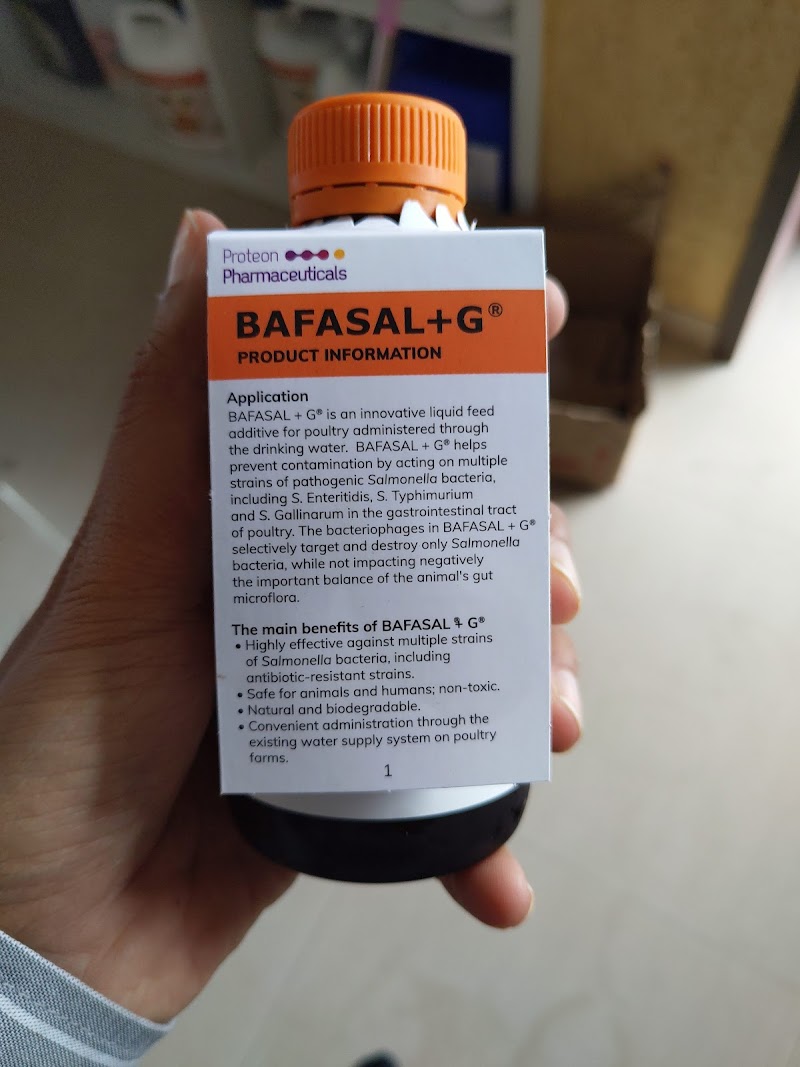 Proteon
Pharmaceuticals
BAFASAL+G®
PRODUCT INFORMATION
Application
BAFASAL + G® is an innovative liquid feed
additive for poultry administered through
the drinking water. BAFASAL + G® helps
prevent contamination by acting on multiple
strains of pathogenic Salmonella bacteria,
including S. Enteritidis, S. Typhimurium
and S. Gallinarum in the gastrointestinal tract
of poultry. The bacteriophages in BAFASAL + G®
selectively target and destroy only Salmonella
bacteria, while not impacting negatively
the important balance of the animal's gut
microflora.
The main benefits of BAFASAL + G®
• Highly effective against multiple strains
of Salmonella bacteria, including
antibiotic-resistant strains.
• Safe for animals and humans; non-toxic.
• Natural and biodegradable.
• Convenient administration through the
existing water supply system on poultry
farms.
1